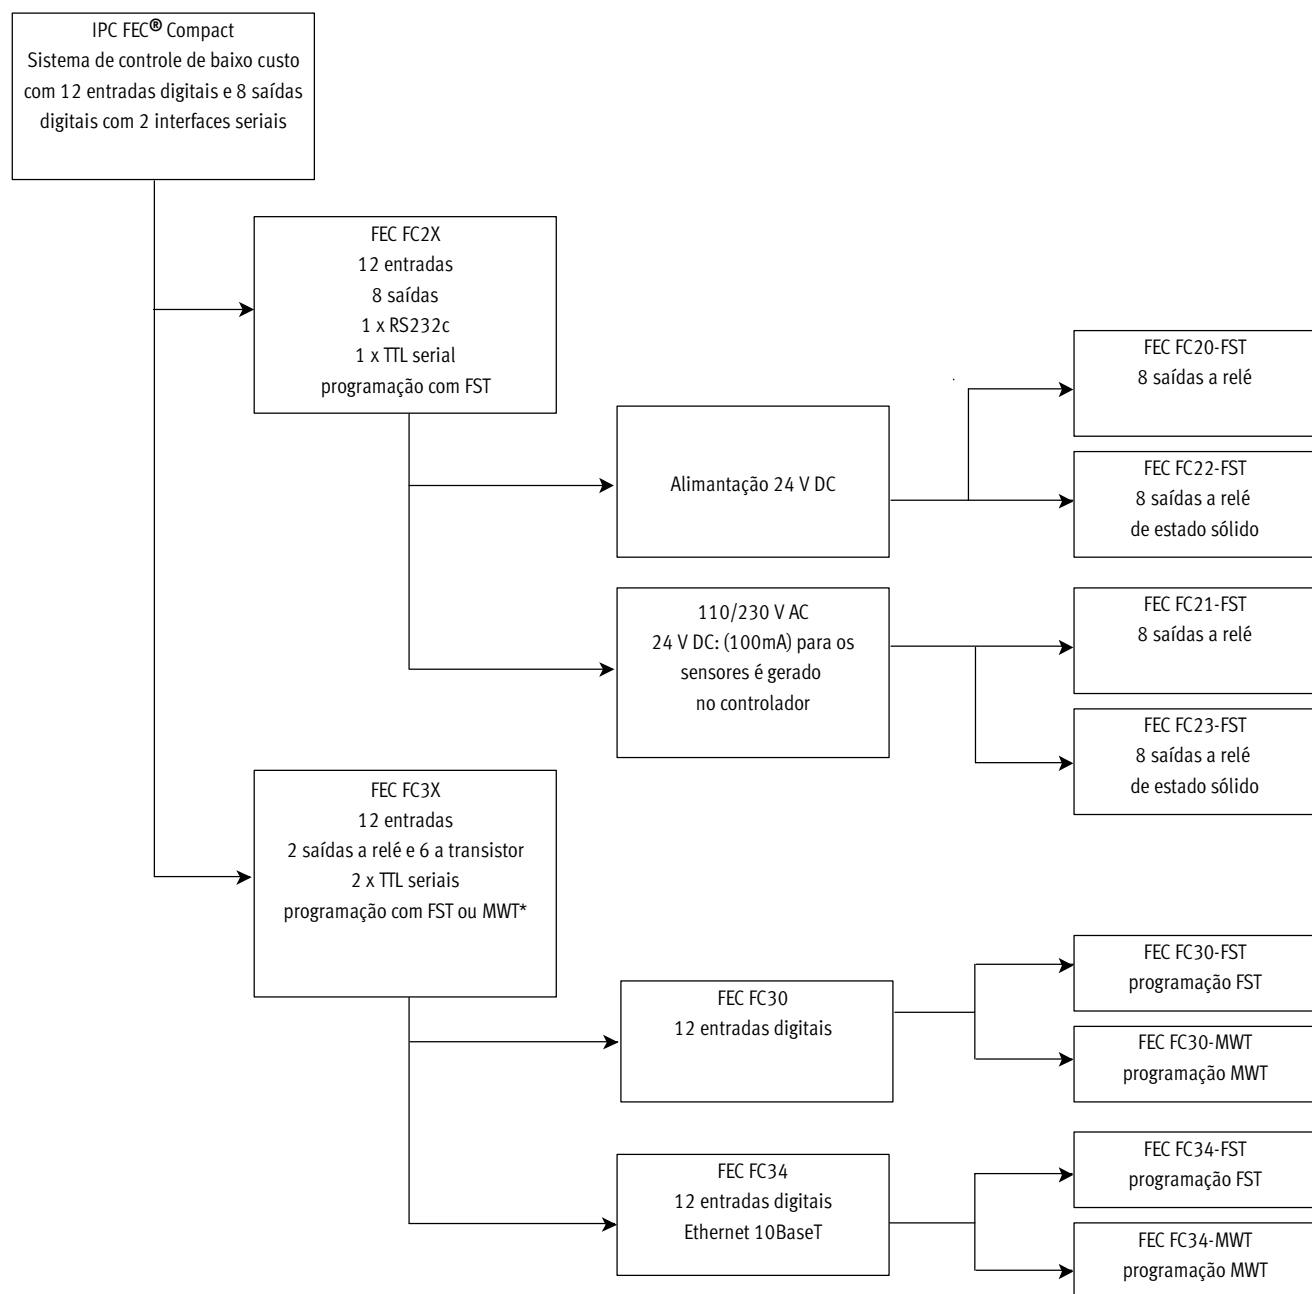 IPC FEC® Compact
Sistema de controle de baixo custo
com 12 entradas digitais e 8 saídas
digitais com 2 interfaces seriais
FEC FC2X
12 entradas
8 saídas
1 x RS232c
1 x TTL serial
programação com FST
Alimantação 24 V DC
FEC FC20-FST
8 saídas a relé
FEC FC22-FST
8 saídas a relé
de estado sólido
110/230 V AC
24 V DC: (100mA) para os
sensores é gerado
no controlador
FEC FC21-FST
8 saídas a relé
FEC FC23-FST
8 saídas a relé
de estado sólido
FEC FC3X
12 entradas
2 saídas a relé e 6 a transistor
2 x TTL seriais
programação com FST ou MWT*
FEC FC30
12 entradas digitais
FEC FC30-FST
programação FST
FEC FC30-MWT
programação MWT
FEC FC34
12 entradas digitais
Ethernet 10BaseT
FEC FC34-FST
programação FST
FEC FC34-MWT
programação MWT